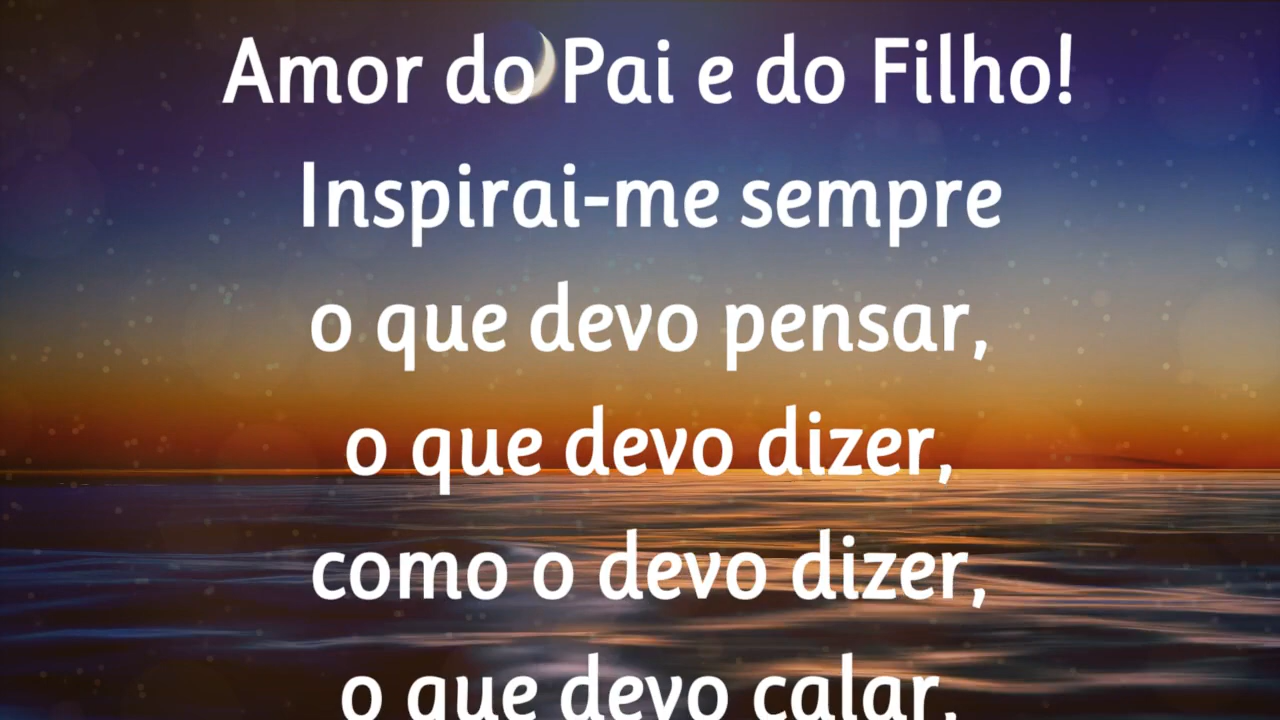 Amor do Pai e do Filho!
Inspirai-me sempre
o que devo pensar,
o que devo dizer,
como o devo dizer,
o que devo calar,